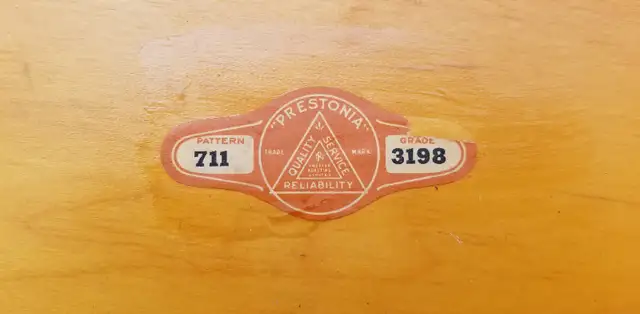 "PRESTONIA"
PATTERN
711
TRADE MARK
GRADE
3198
QUALITY
SERVICE
RELIABILITY